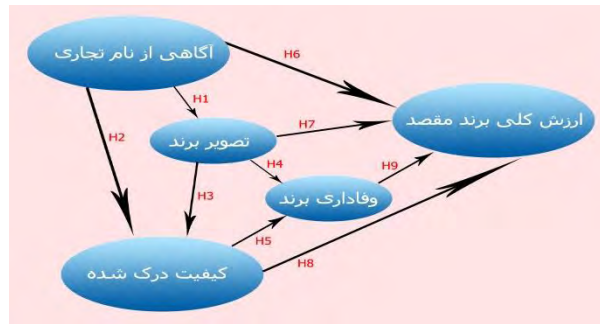 آگاهی از نام تجاری
H6
H1
H2
H7
ارزش کلی برند مقصد
تصویر برند
H4
H9
H3
وفاداری برند
H5
H8
کیفیت درک شده